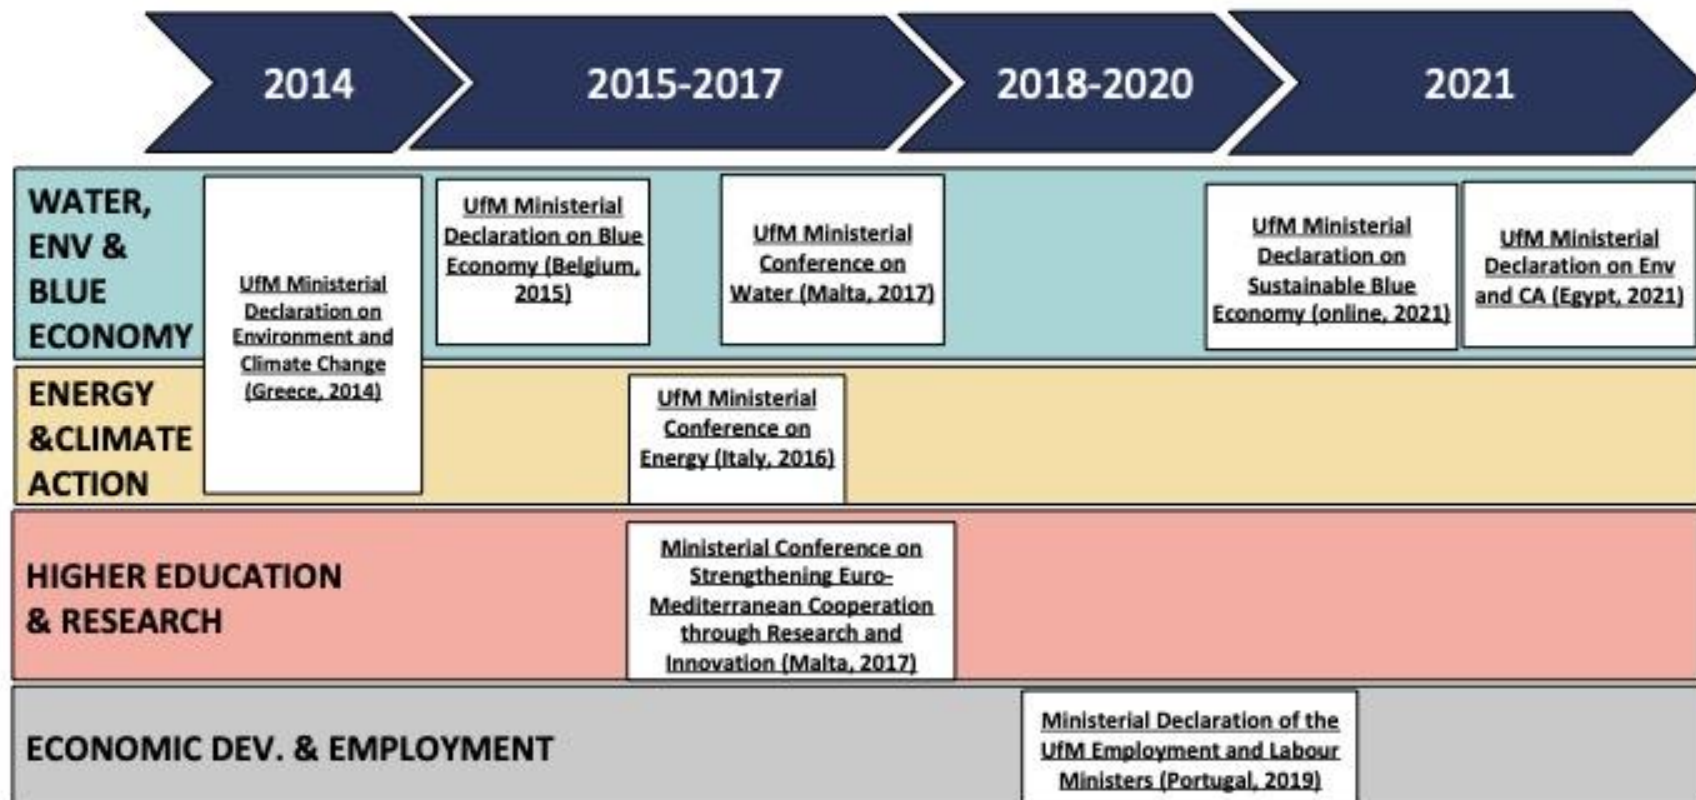 2014
2015-2017
2018-2020
2021
WATER,
ENV &
BLUE
ECONOMY
UfM Ministerial
Declaration on
Environment and
Climate Change
(Greece, 2014)
UfM Ministerial
Declaration on Blue
Economy (Belgium,
2015)
UfM Ministerial
Conference on
Water (Malta, 2017)
UfM Ministerial
Declaration on
Sustainable Blue
Economy (online, 2021)
UfM Ministerial
Declaration on Env
and CA (Egypt, 2021)
ENERGY
&CLIMATE
ACTION
UfM Ministerial
Conference on
Energy (Italy, 2016)
HIGHER EDUCATION
& RESEARCH
Ministerial Conference on
Strengthening Euro-
Mediterranean Cooperation
through Research and
Innovation (Malta, 2017)
ECONOMIC DEV. & EMPLOYMENT
Ministerial Declaration of the
UfM Employment and Labour
Ministers (Portugal, 2019)